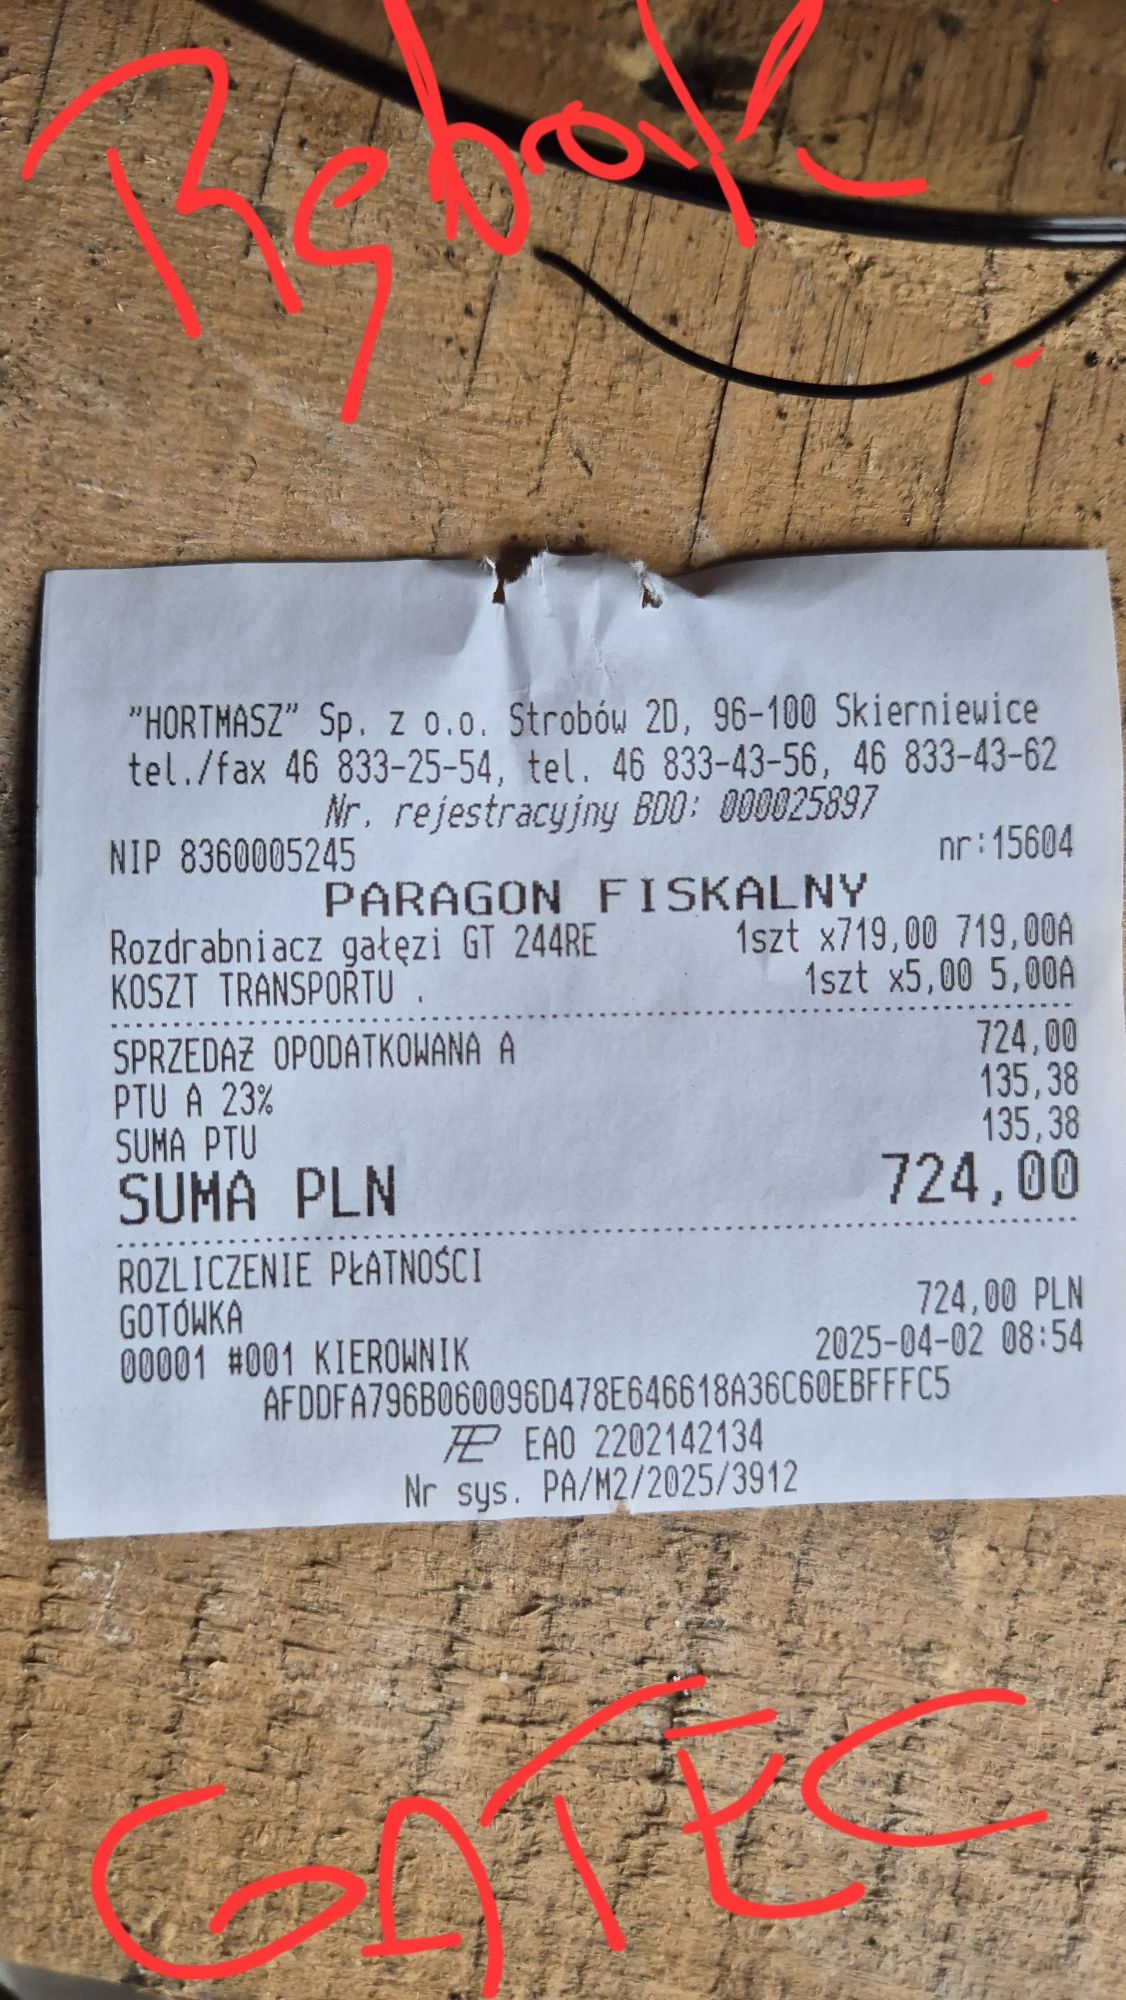 Rębak
"HORTMASZ" Sp. z o.o. Strobów 2D, 96-100 Skierniewice
tel./fax 46 833-25-54, tel. 46 833-43-56, 46 833-43-62
Nr. rejestracyjny BDO: 000025897
NIP 8360005245 nr:15604
PARAGON FISKALNY
Rozdrabniacz gałęzi GT 244RE 1szt x719,00 719,00A
KOSZT TRANSPORTU . 1szt x5,00 5,00A
SPRZEDAŻ OPODATKOWANA A 724,00
PTU A 23% 135,38
SUMA PTU 135,38
SUMA PLN 724,00
ROZLICZENIE PŁATNOŚCI
GOTÓWKA 724,00 PLN
00001 #001 KIEROWNIK 2025-04-02 08:54
AFDDFA796B060096D478E646618A36C60EBFFFC5
EAO 2202142134
Nr sys. PA/M2/2025/3912